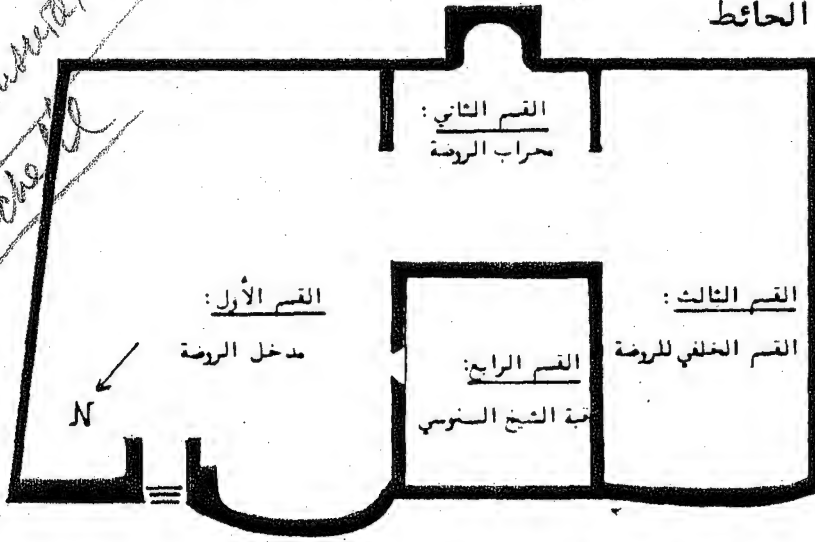 الحائط
القسم الثاني :
محراب الروضة
القسم الأول :
مدخل الروضة
القسم الثالث :
القسم الخلفي للروضة
القسم الرابع :
قبة الشيخ السنوسي
N